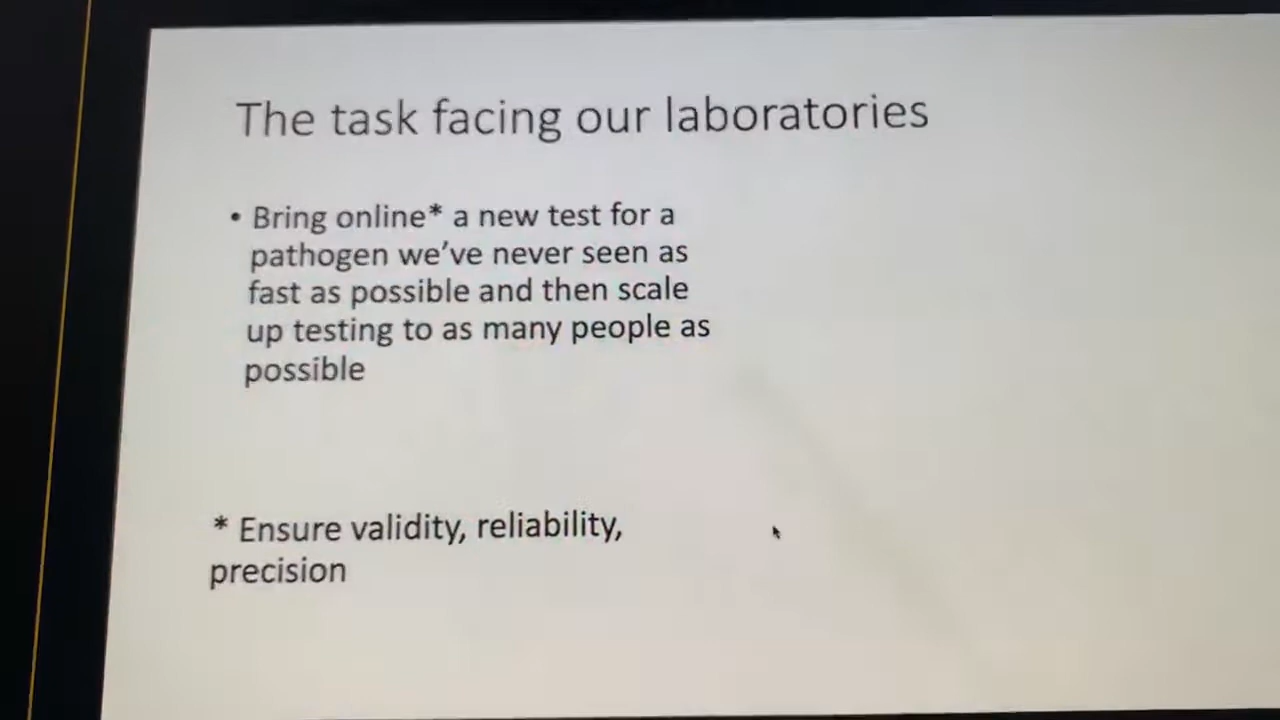 The task facing our laboratories
• Bring online* a new test for a
pathogen we’ve never seen as
fast as possible and then scale
up testing to as many people as
possible
* Ensure validity, reliability,
precision